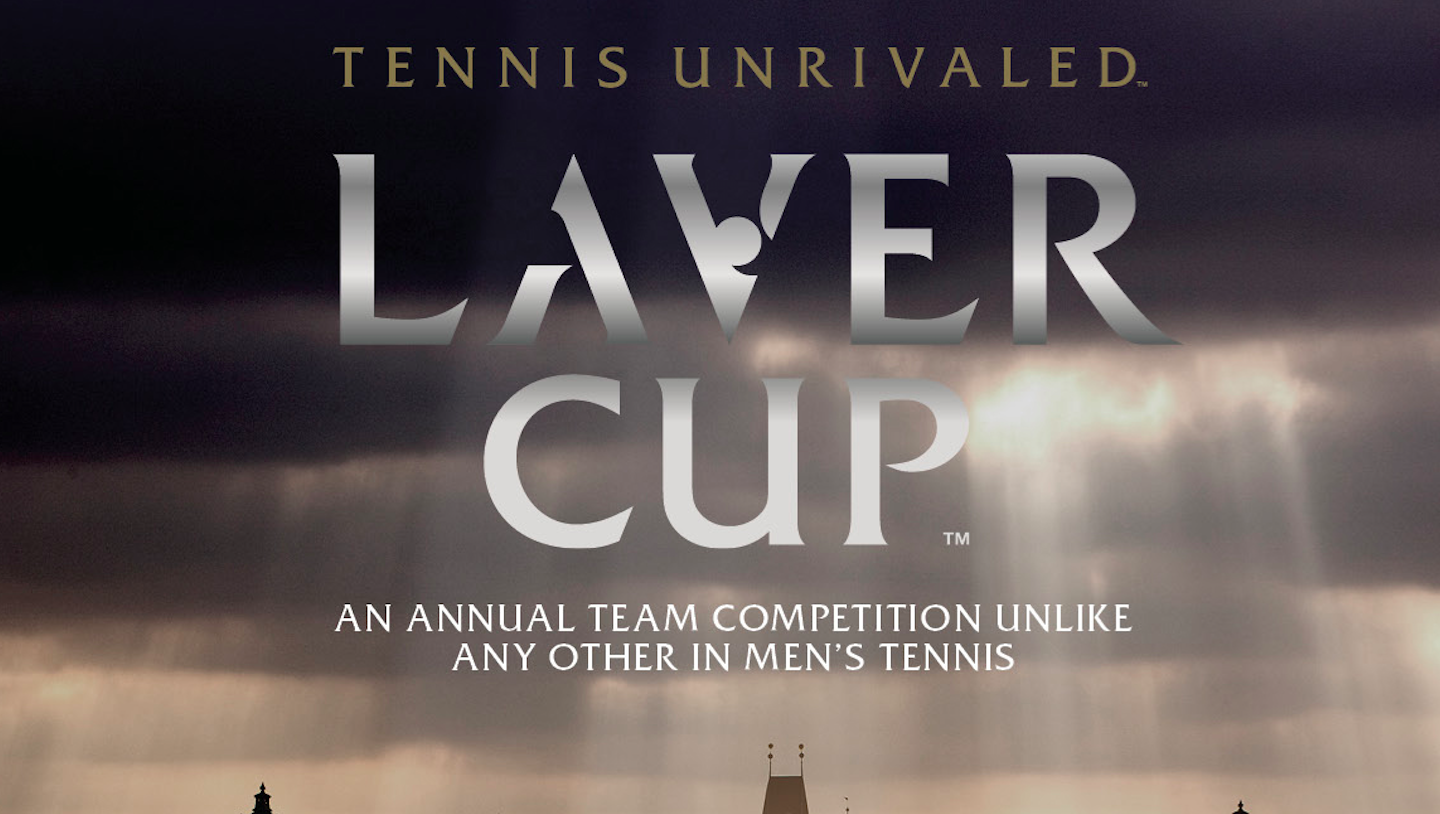 TENNIS UNRIVALED™
LAVER
CUP™
AN ANNUAL TEAM COMPETITION UNLIKE
ANY OTHER IN MEN'S TENNIS